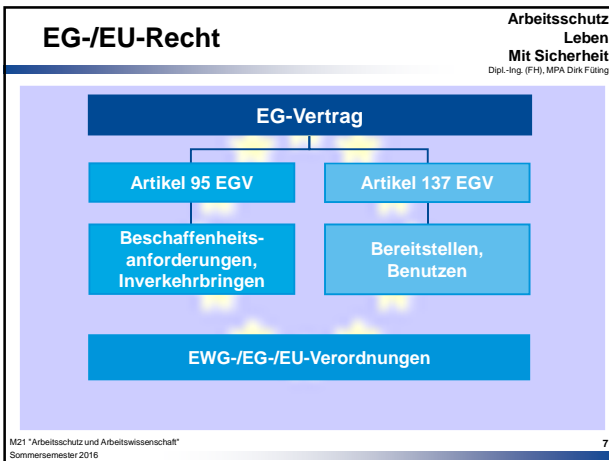 EG-/EU-Recht
Arbeitsschutz
Leben
Mit Sicherheit
Dipl.-Ing. (FH), MPA Dirk Füting
EG-Vertrag
Artikel 95 EGV
Artikel 137 EGV
Beschaffenheits-
anforderungen,
Inverkehrbringen
Bereitstellen,
Benutzen
EWG-/EG-/EU-Verordnungen
M21 "Arbeitsschutz und Arbeitswissenschaft"
Sommersemester 2016
7